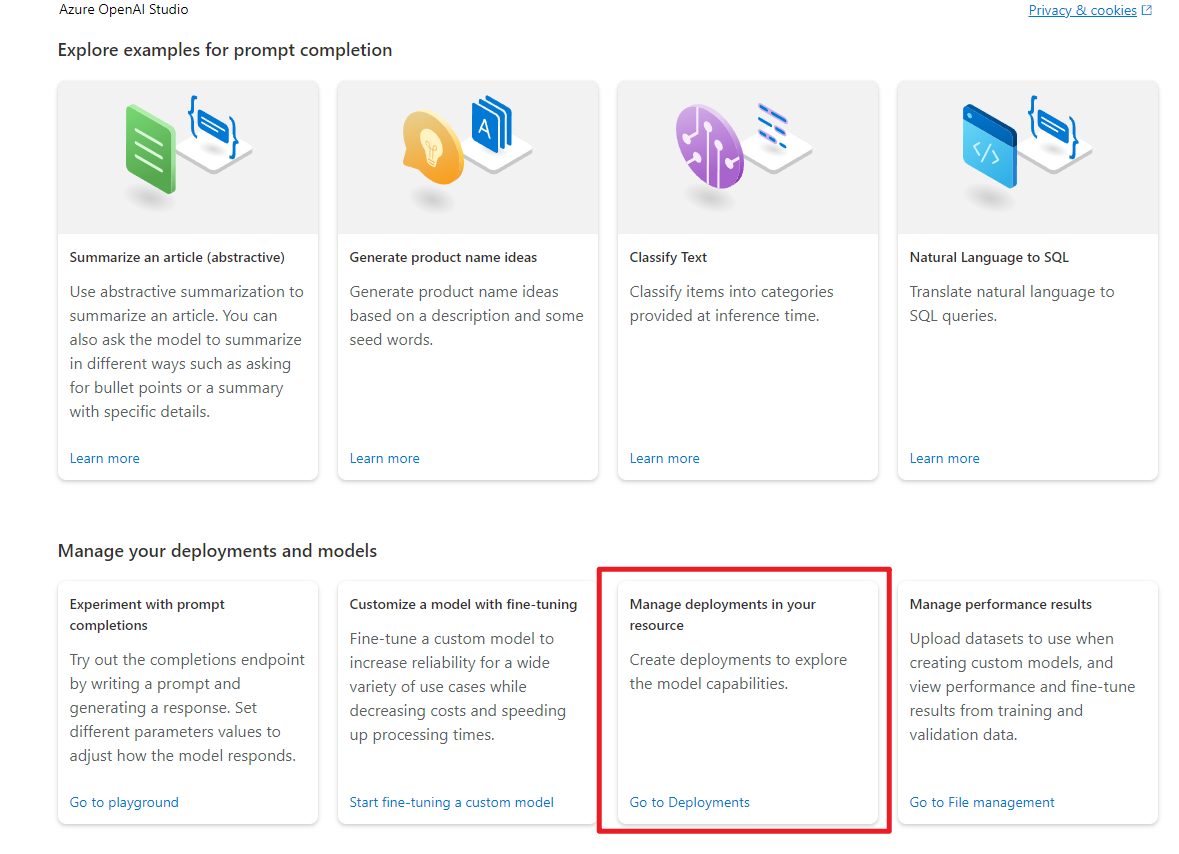 Azure OpenAI Studio
Privacy & cookies
Explore examples for prompt completion
A
</>
Summarize an article (abstractive)
Use abstractive summarization to
summarize an article. You can
also ask the model to summarize
in different ways such as asking
for bullet points or a summary
with specific details.
Learn more
Generate product name ideas
Generate product name ideas
based on a description and some
seed words.
Learn more
Classify Text
Classify items into categories
provided at inference time.
Learn more
Natural Language to SQL
Translate natural language to
SQL queries.
Learn more
Manage your deployments and models
Experiment with prompt
completions
Try out the completions endpoint
by writing a prompt and
generating a response. Set
different parameters values to
adjust how the model responds.
Go to playground
Customize a model with fine-tuning
Fine-tune a custom model to
increase reliability for a wide
variety of use cases while
decreasing costs and speeding
up processing times.
Start fine-tuning a custom model
Manage deployments in your
resource
Create deployments to explore
the model capabilities.
Go to Deployments
Manage performance results
Upload datasets to use when
creating custom models, and
view performance and fine-tune
results from training and
validation data.
Go to File management